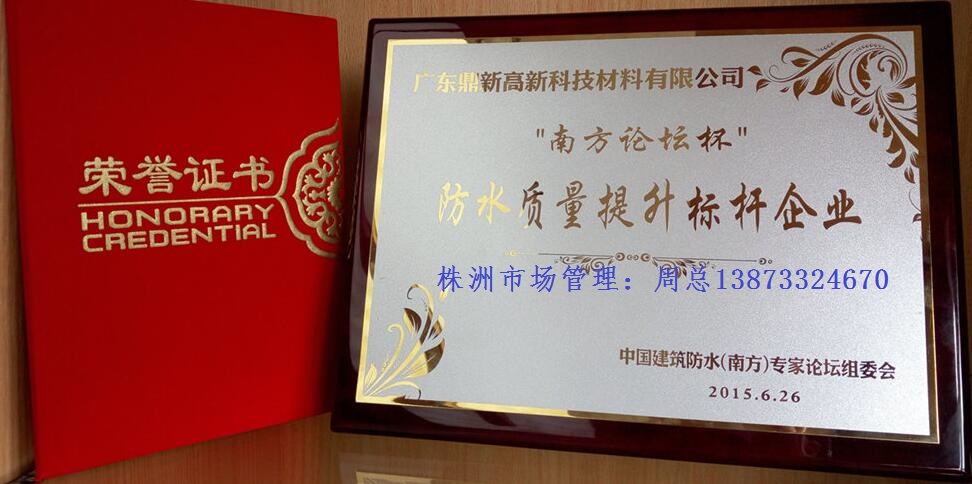 荣誉证书
HONORARY
CREDENTIAL
广东鼎新高新科技材料有限公司
"南方论坛杯"
防水质量提升标杆企业
株洲市场管理：周总13873324670
中国建筑防水(南方)专家论坛组委会
2015.6.26